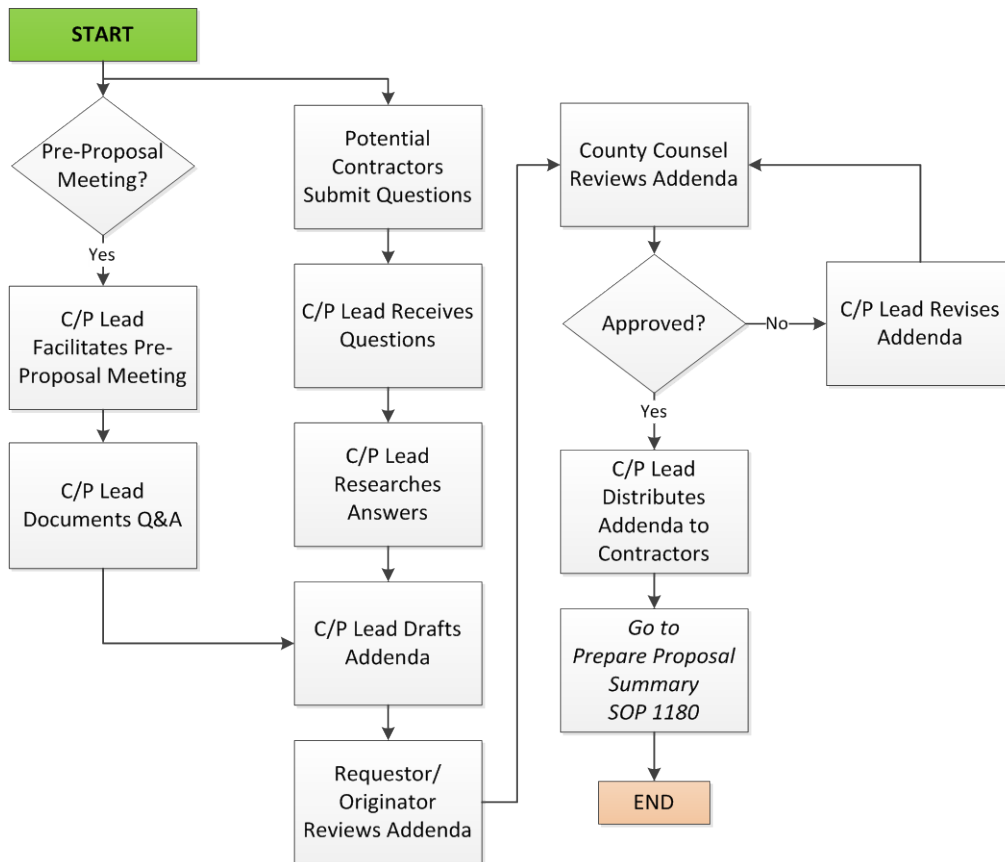 START
Pre-Proposal
Meeting?
Yes
C/P Lead
Facilitates Pre-
Proposal Meeting
C/P Lead
Documents Q&A
Potential
Contractors
Submit Questions
C/P Lead Receives
Questions
C/P Lead
Researches
Answers
C/P Lead Drafts
Addenda
Requestor/
Originator
Reviews Addenda
County Counsel
Reviews Addenda
Approved?
No
C/P Lead Revises
Addenda
Yes
C/P Lead
Distributes
Addenda to
Contractors
Go to
Prepare Proposal
Summary
SOP 1180
END